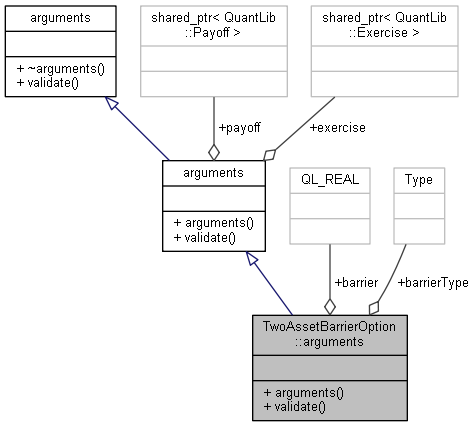 arguments
+ ~arguments()
+ validate()
shared_ptr< QuantLib
::Payoff >
shared_ptr< QuantLib
::Exercise >
+payoff
+exercise
arguments
+ arguments()
+ validate()
QL_REAL
Type
+barrier
+barrierType
TwoAssetBarrierOption
::arguments
+ arguments()
+ validate()